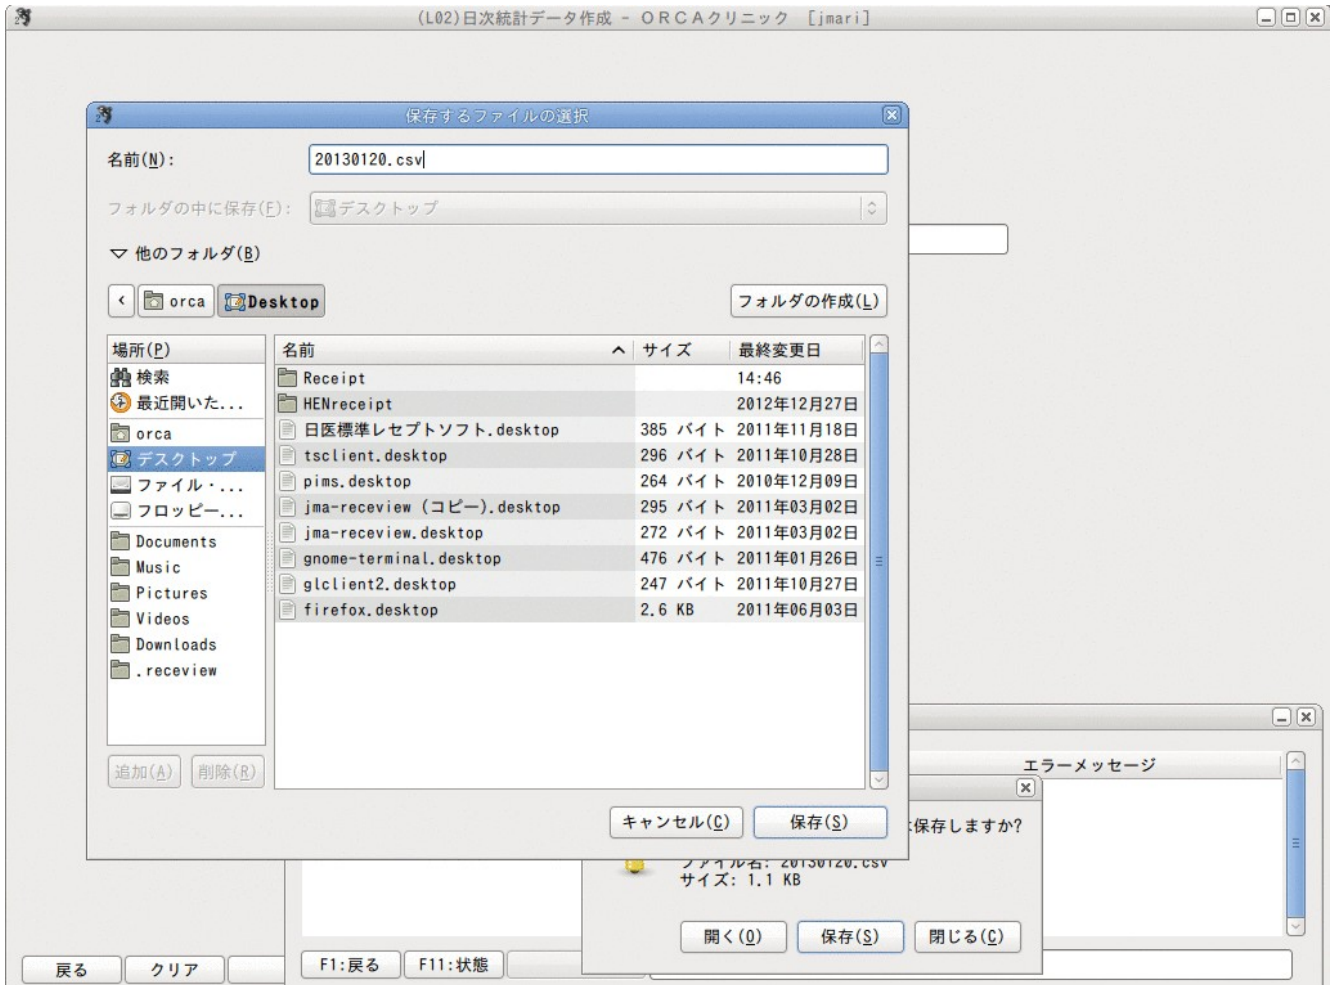 (L02)日次統計データ作成 - ORCAクリニック [jmari]
保存するファイルの選択
名前(N):
20130120.csv
フォルダの中に保存(F):
デスクトップ
他のフォルダ(B)
orca
Desktop
フォルダの作成(L)
場所(P)
検索
最近開いた...
orca
デスクトップ
ファイル・...
フロッピー...
Documents
Music
Pictures
Videos
Downloads
.receview
追加(A)
削除(R)
名前 サイズ 最終変更日
Receipt 14:46
HENreceipt 2012年12月27日
日医標準レセプトソフト.desktop 385 バイト 2011年11月18日
tsclient.desktop 296 バイト 2011年10月28日
pims.desktop 264 バイト 2010年12月09日
jma-receview (コピー).desktop 295 バイト 2011年03月02日
jma-receview.desktop 272 バイト 2011年03月02日
gnome-terminal.desktop 476 バイト 2011年01月26日
glclient2.desktop 247 バイト 2011年10月27日
firefox.desktop 2.6 KB 2011年06月03日
キャンセル(C)
保存(S)
エラーメッセージ
保存しますか?
ファイル名: 20130120.csv
サイズ: 1.1 KB
開く(O)
保存(S)
閉じる(C)
戻る
クリア
F1:戻る
F11:状態